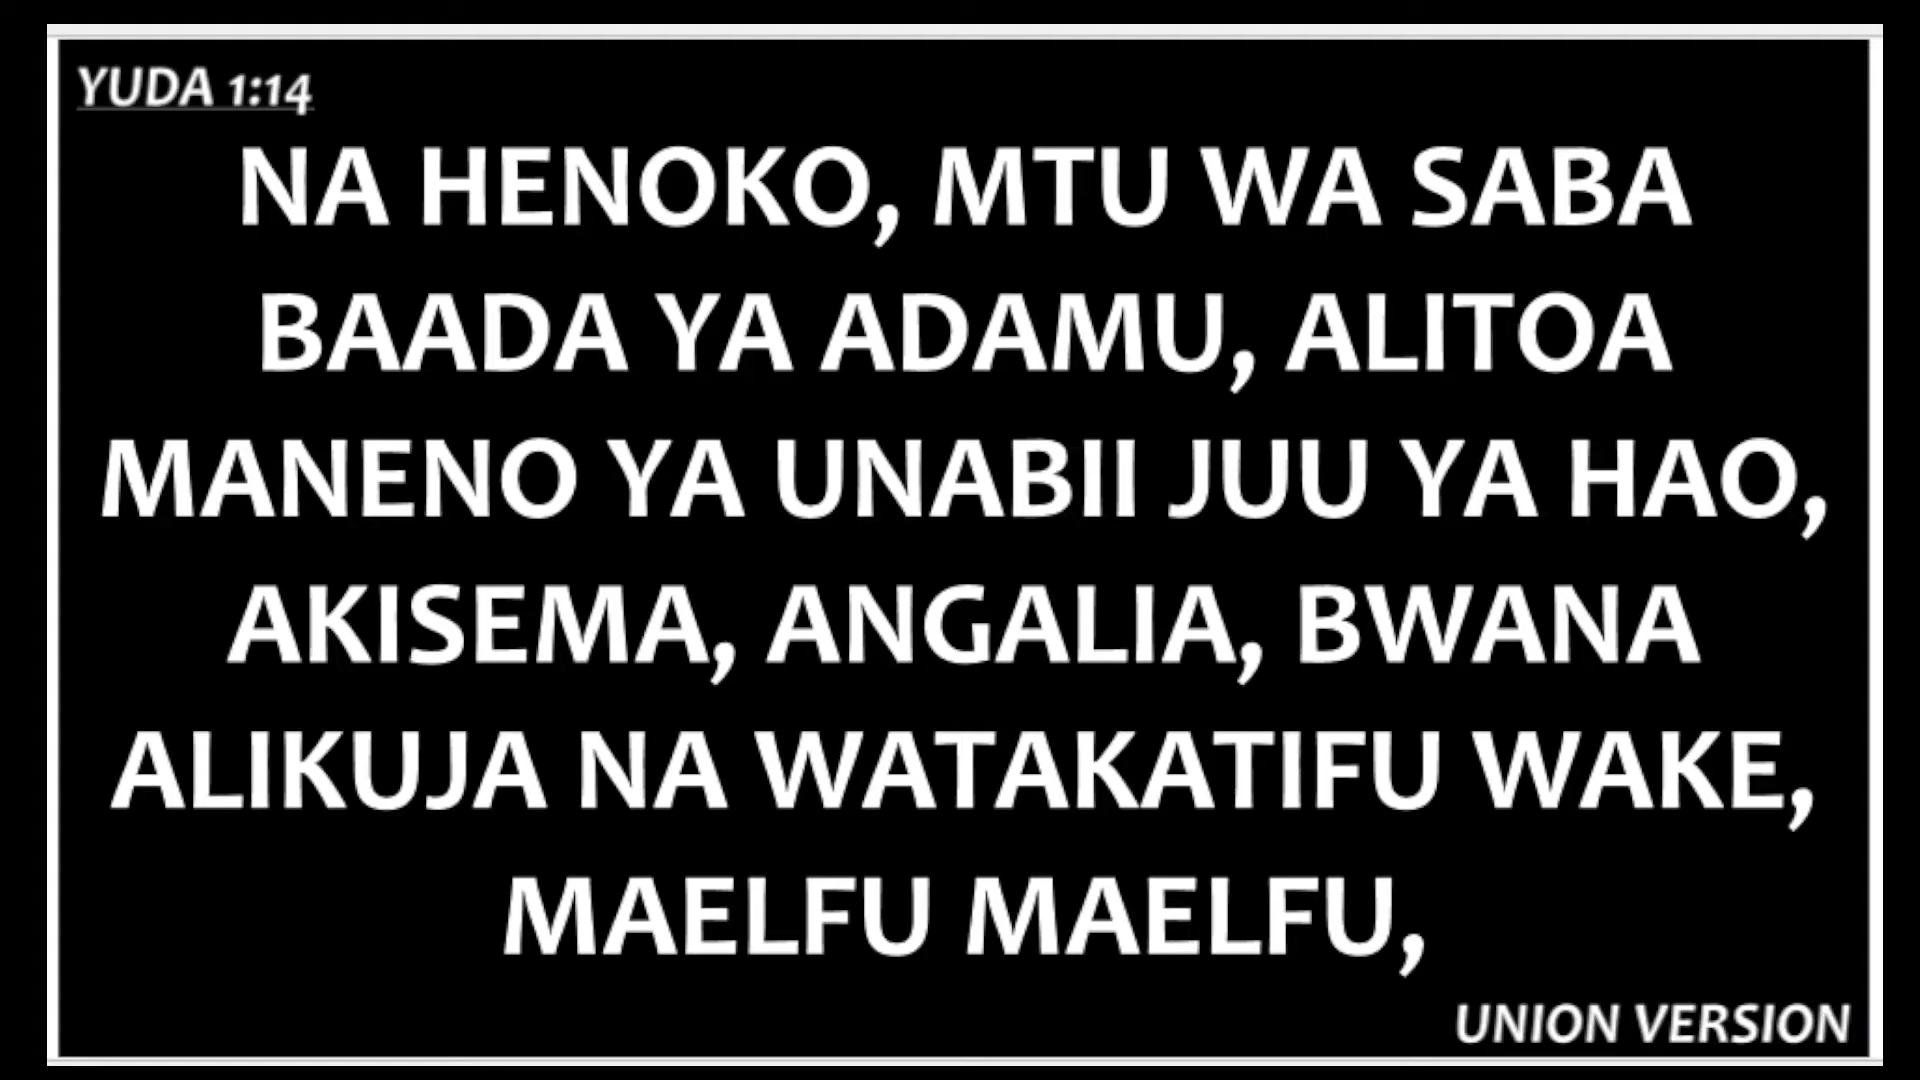 YUDA 1:14
NA HENOKO, MTU WA SABA
BAADA YA ADAMU, ALITOA
MANENO YA UNABII JUU YA HAO,
AKISEMA, ANGALIA, BWANA
ALIKUJA NA WATAKATIFU WAKE,
MAELFU MAELFU,
UNION VERSION